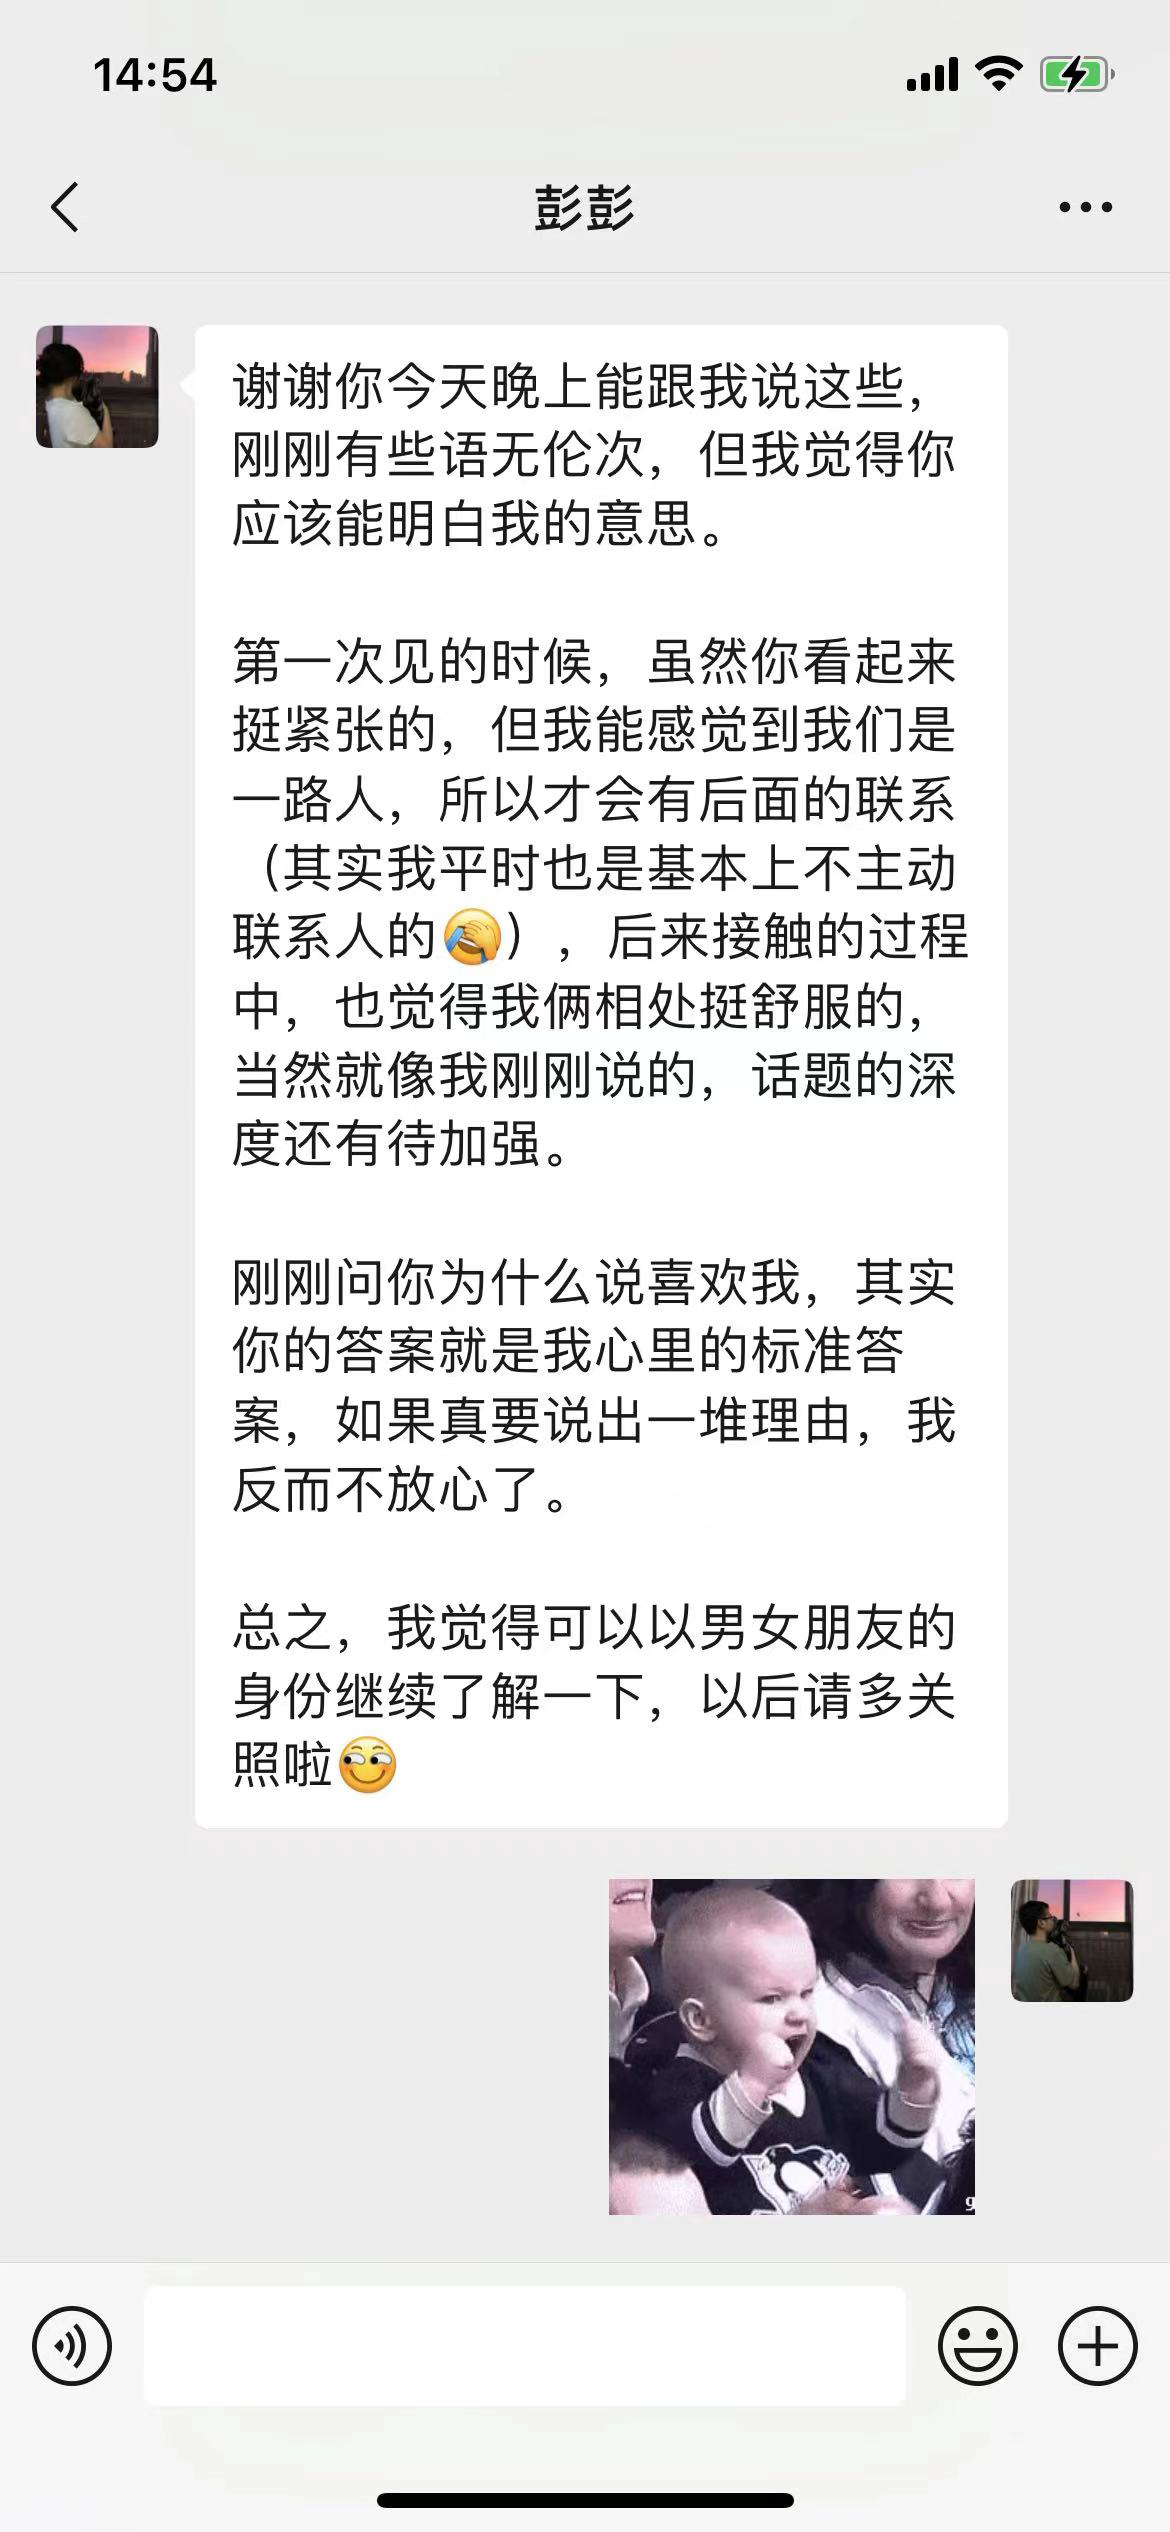 14:54
彭彭
谢谢你今天晚上能跟我说这些，
刚刚有些语无伦次，但我觉得你
应该能明白我的意思。
第一次见的时候，虽然你看起来
挺紧张的，但我能感觉到我们是
一路人，所以才会有后面的联系
（其实我平时也是基本上不主动
联系人的🤦），后来接触的过程
中，也觉得我俩相处挺舒服的，
当然就像我刚刚说的，话题的深
度还有待加强。
刚刚问你为什么说喜欢我，其实
你的答案就是我心里的标准答
案，如果真要说出一堆理由，我
反而不放心了。
总之，我觉得可以以男女朋友的
身份继续了解一下，以后请多关
照啦
9